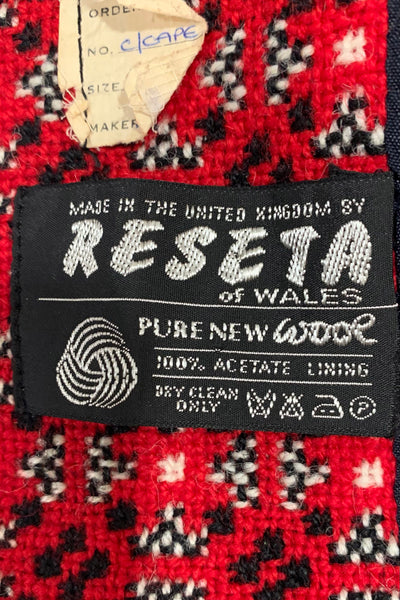 ORDER
NO. C/CAPE
SIZE
MAKER
MADE IN THE UNITED KINGDOM BY
RESETA
of WALES
PURE NEW WOOL
100% ACETATE LINING
DRY CLEAN
ONLY
P